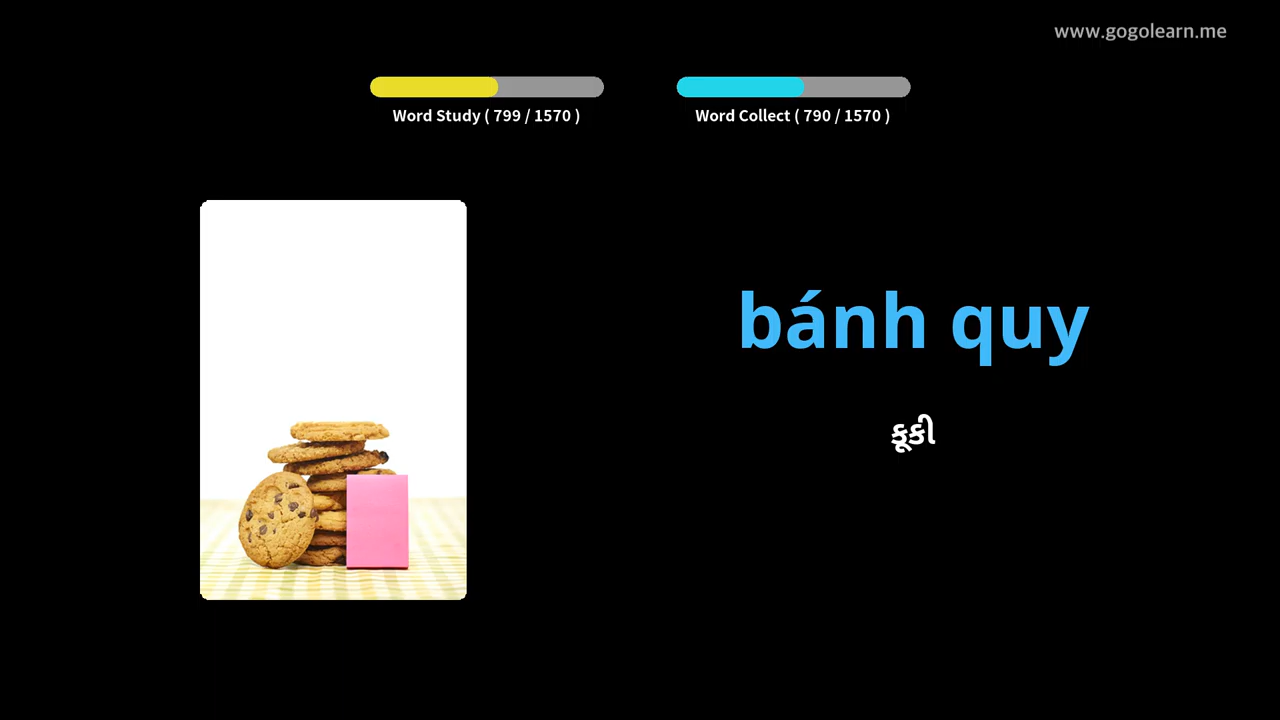 www.gogolearn.me
Word Study ( 799 / 1570 )
Word Collect ( 790 / 1570 )
bánh quy
કૂકી